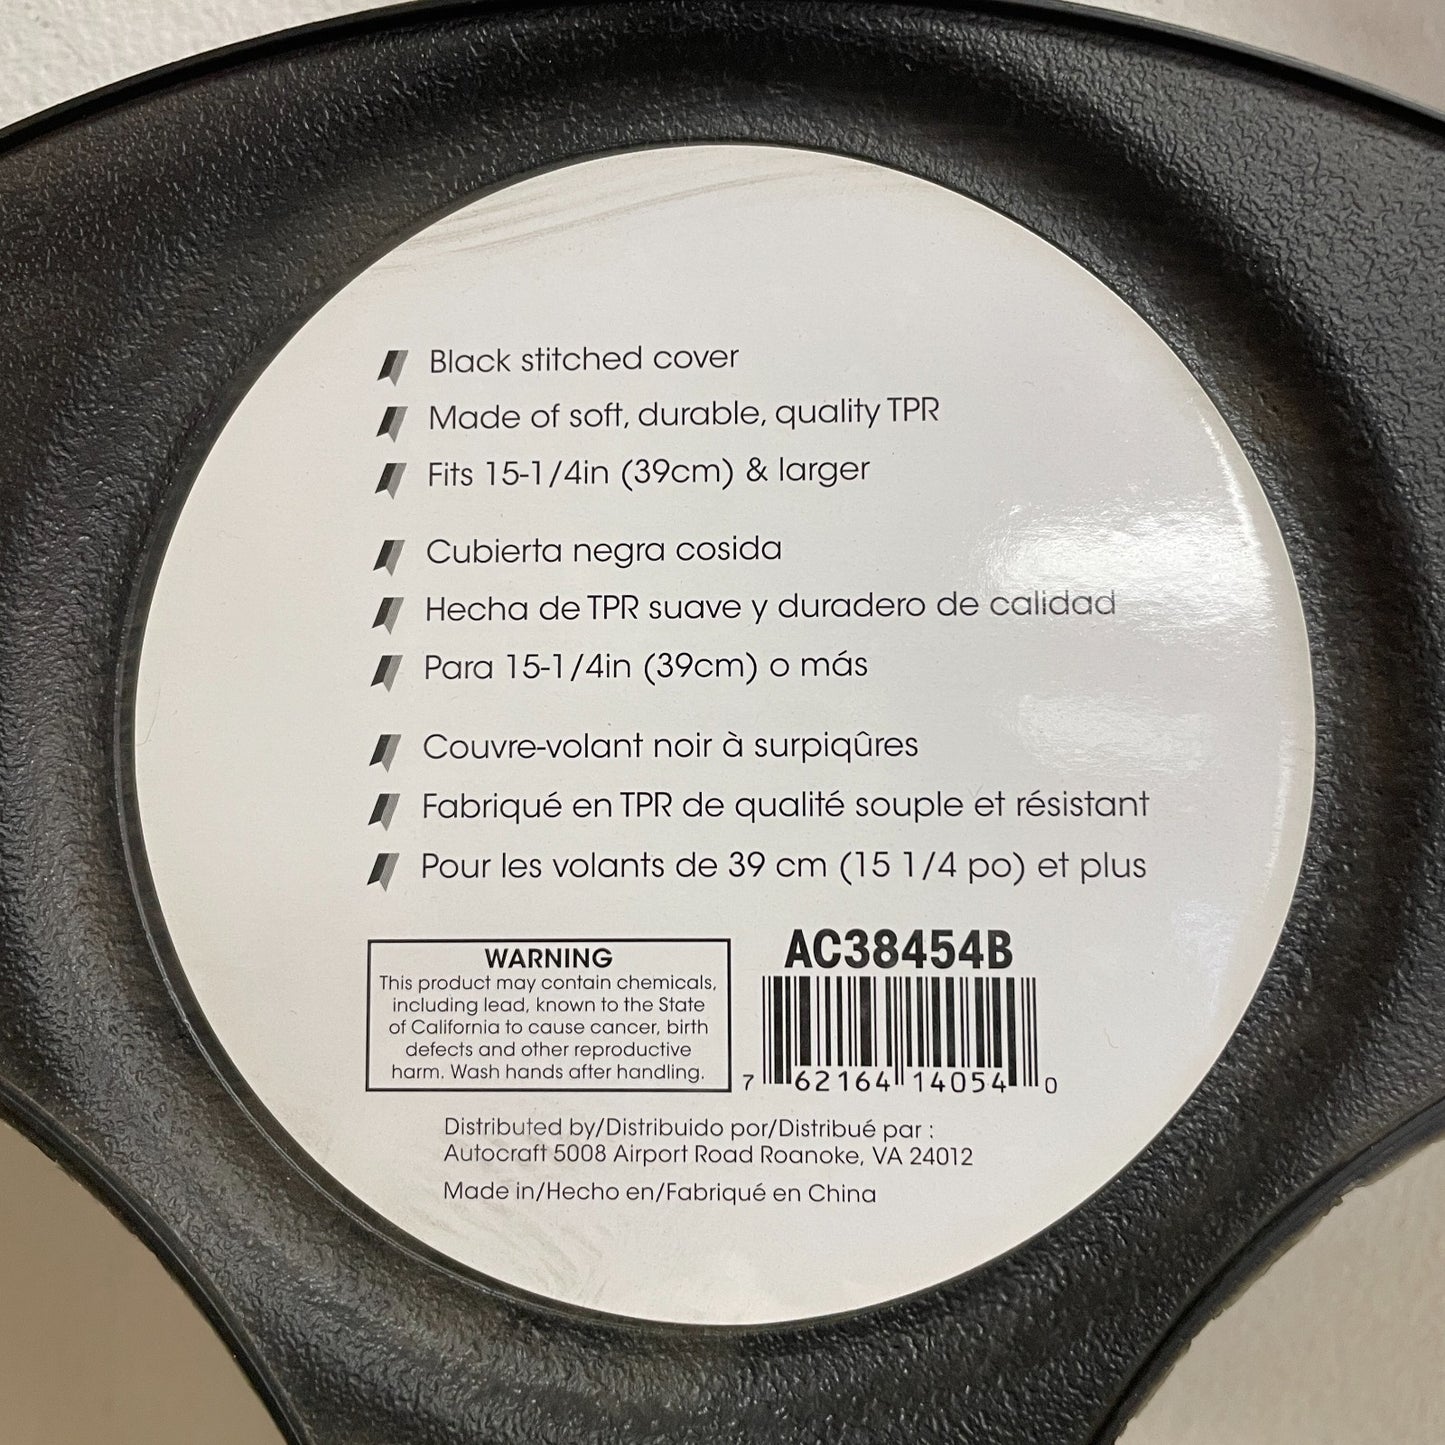 Black stitched cover
Made of soft, durable, quality TPR
Fits 15-1/4in (39cm) & larger
Cubierta negra cosida
Hecha de TPR suave y duradero de calidad
Para 15-1/4in (39cm) o más
Couvre-volant noir à surpiqûres
Fabriqué en TPR de qualité souple et résistant
Pour les volants de 39 cm (15 1/4 po) et plus
WARNING
This product may contain chemicals,
including lead, known to the State
of California to cause cancer, birth
defects and other reproductive
harm. Wash hands after handling.
AC38454B
7 62164 14054 0
Distributed by/Distribuido por/Distribué par :
Autocraft 5008 Airport Road Roanoke, VA 24012
Made in/Hecho en/Fabriqué en China